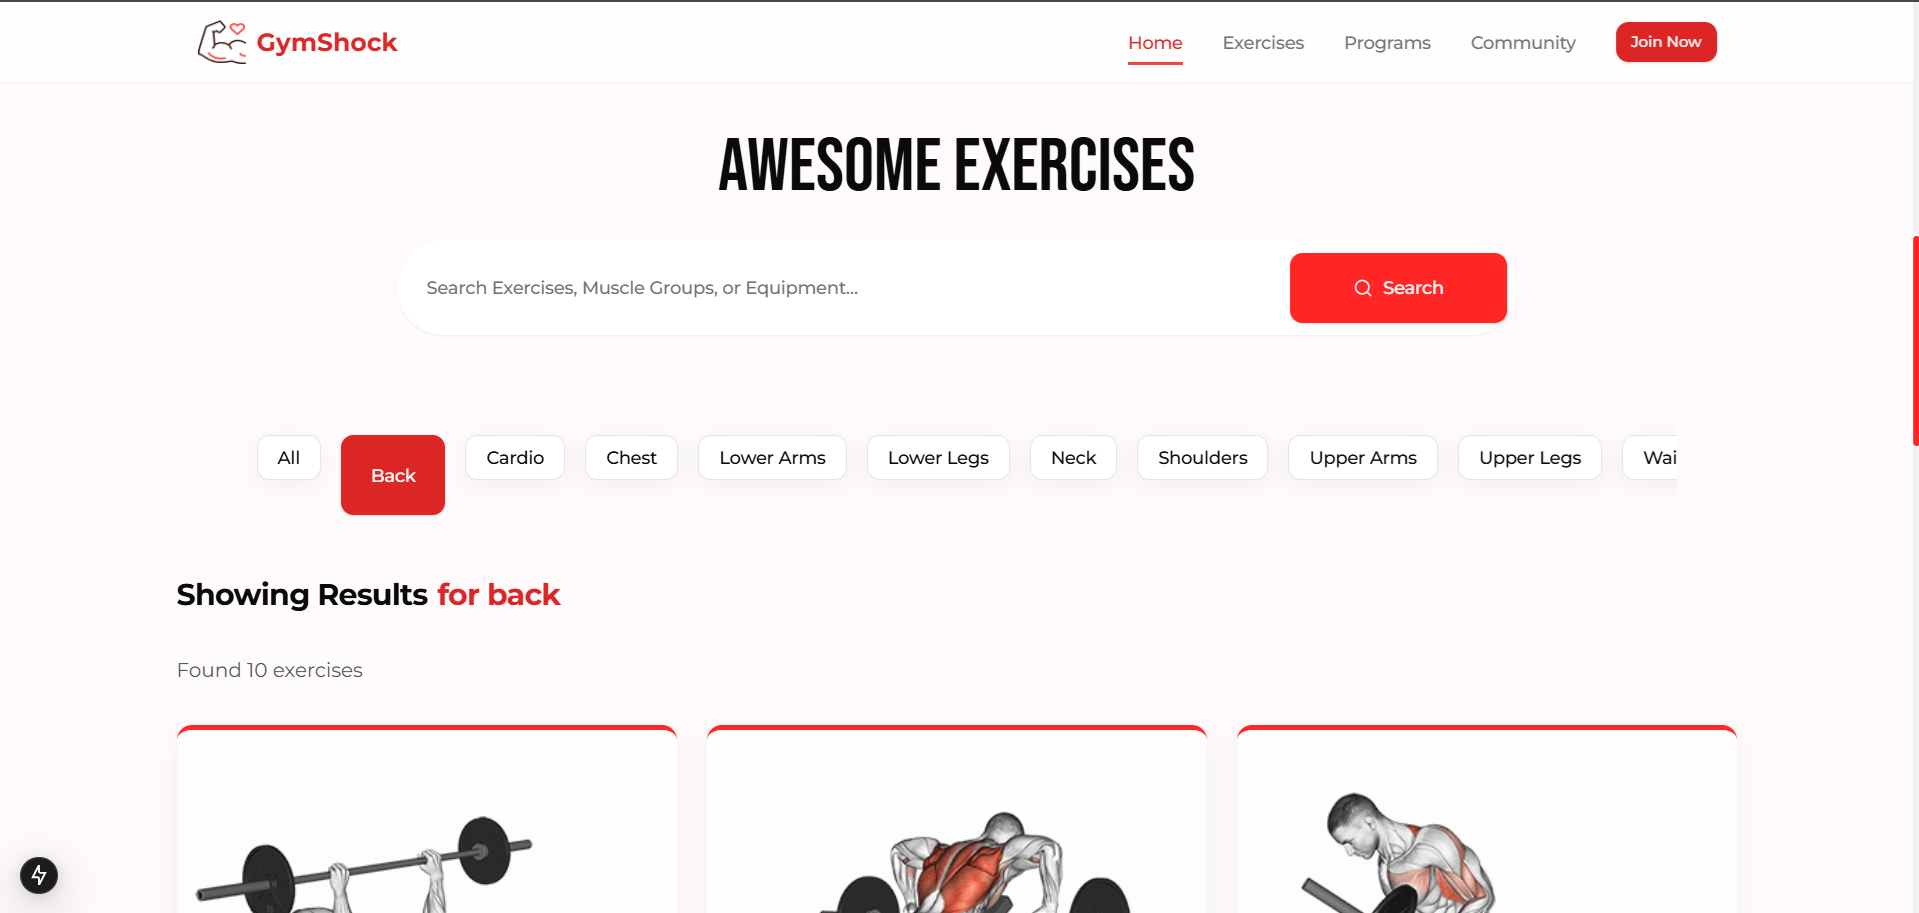 GymShock
Home
Exercises
Programs
Community
Join Now
AWESOME EXERCISES
Search Exercises, Muscle Groups, or Equipment...
Search
All
Back
Cardio
Chest
Lower Arms
Lower Legs
Neck
Shoulders
Upper Arms
Upper Legs
Wai
Showing Results for back
Found 10 exercises